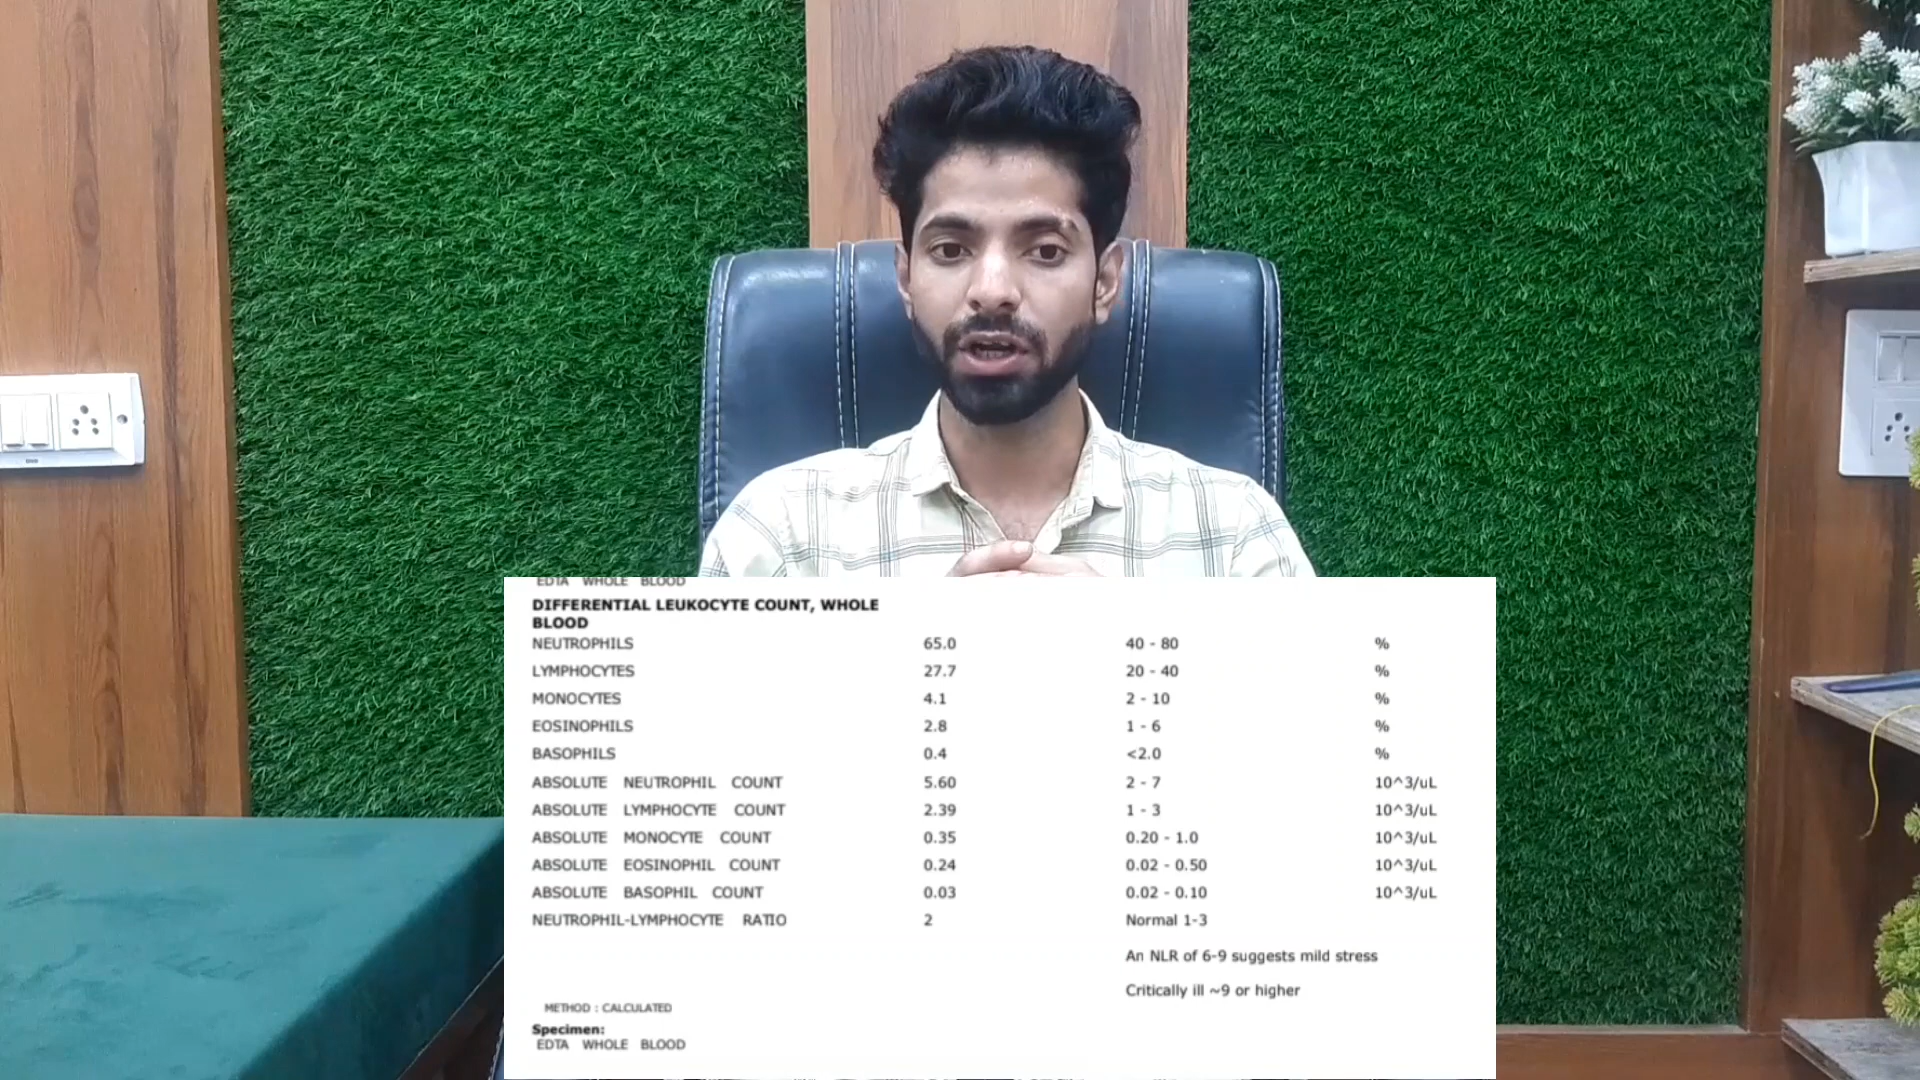 EDTA WHOLE BLOOD
DIFFERENTIAL LEUKOCYTE COUNT, WHOLE
BLOOD
NEUTROPHILS 65.0 40 - 80 %
LYMPHOCYTES 27.7 20 - 40 %
MONOCYTES 4.1 2 - 10 %
EOSINOPHILS 2.8 1 - 6 %
BASOPHILS 0.4 <2.0 %
ABSOLUTE NEUTROPHIL COUNT 5.60 2 - 7 10^3/uL
ABSOLUTE LYMPHOCYTE COUNT 2.39 1 - 3 10^3/uL
ABSOLUTE MONOCYTE COUNT 0.35 0.20 - 1.0 10^3/uL
ABSOLUTE EOSINOPHIL COUNT 0.24 0.02 - 0.50 10^3/uL
ABSOLUTE BASOPHIL COUNT 0.03 0.02 - 0.10 10^3/uL
NEUTROPHIL-LYMPHOCYTE RATIO 2 Normal 1-3
An NLR of 6-9 suggests mild stress
Critically ill ~9 or higher
METHOD : CALCULATED
Specimen:
EDTA WHOLE BLOOD